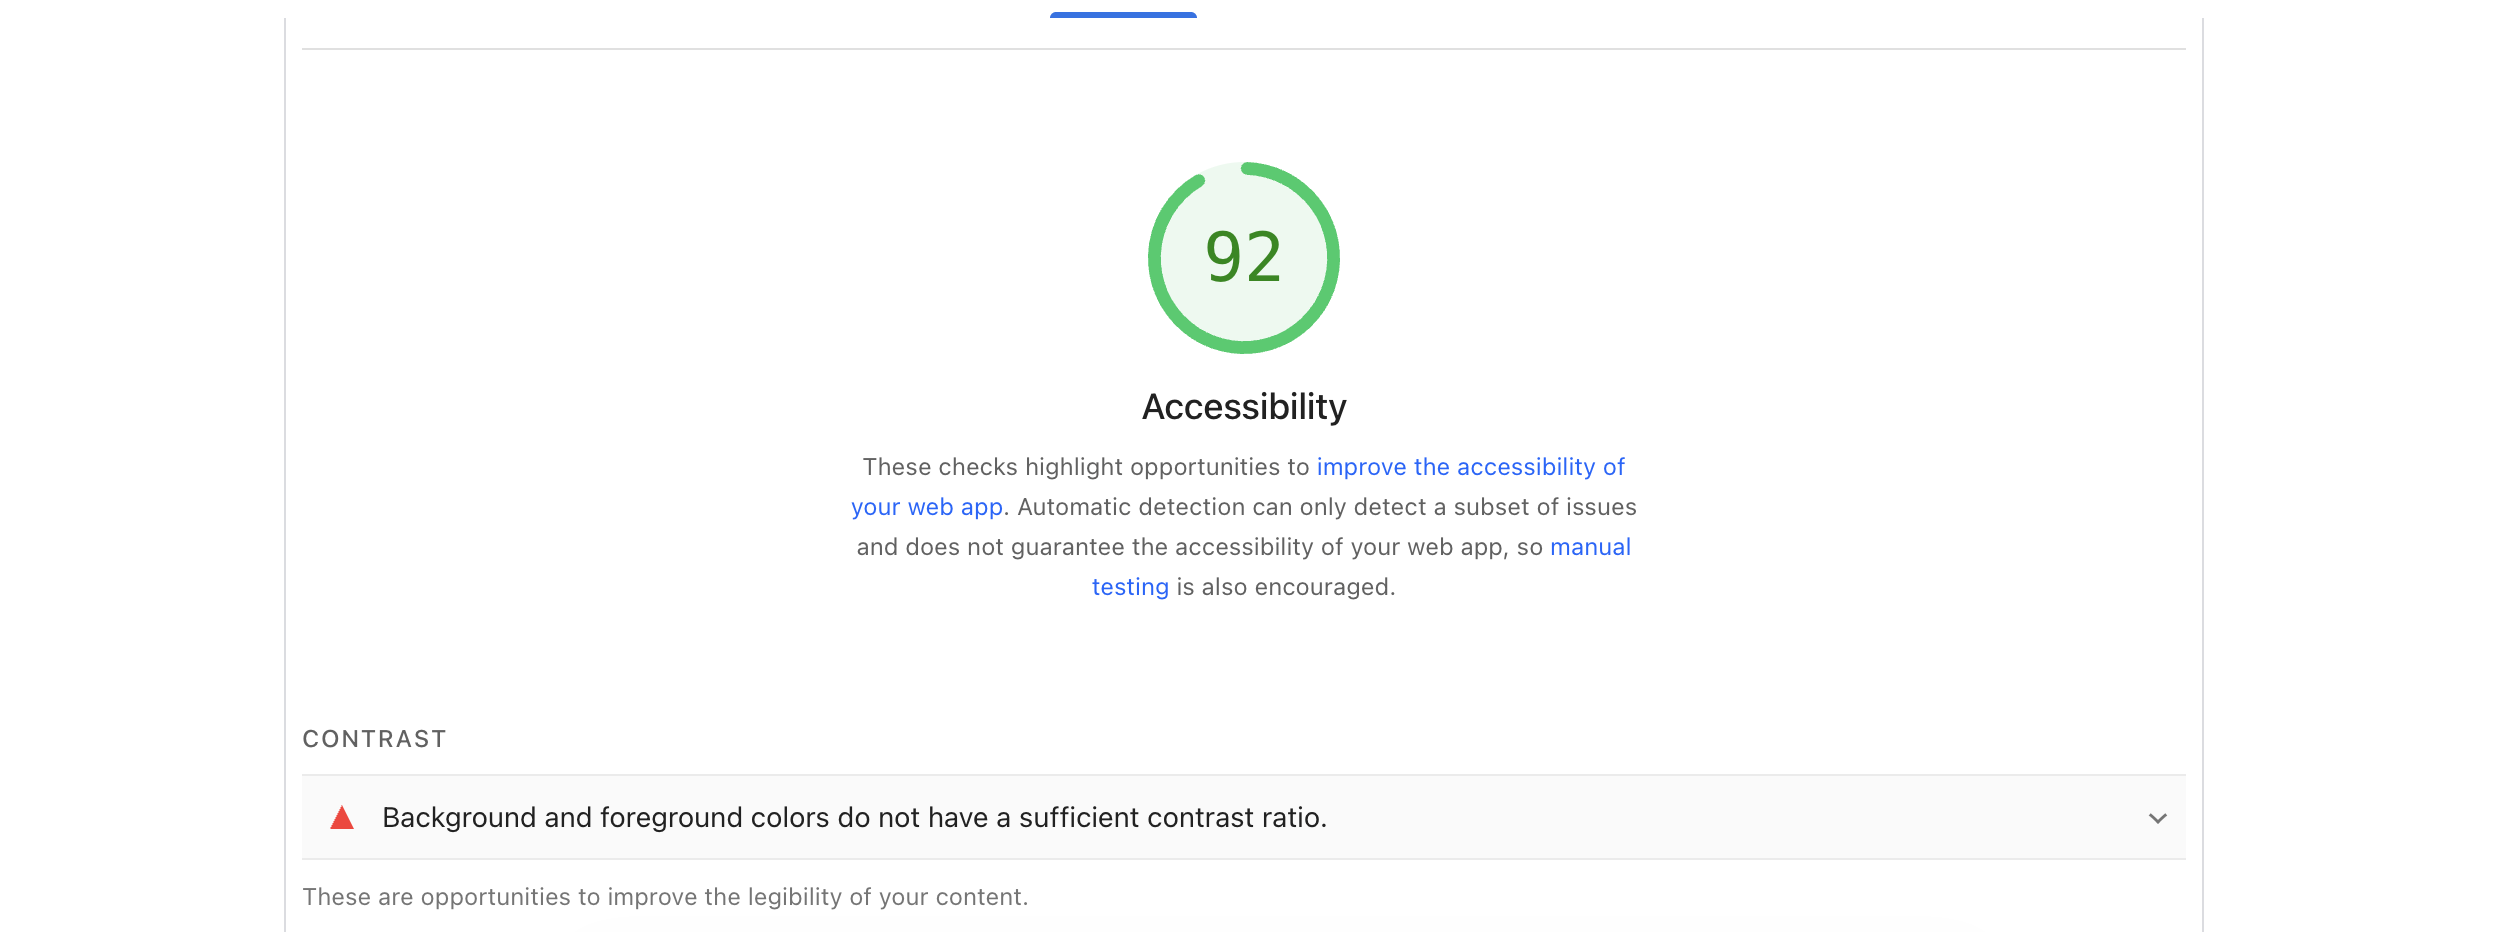 92
Accessibility
These checks highlight opportunities to improve the accessibility of
your web app. Automatic detection can only detect a subset of issues
and does not guarantee the accessibility of your web app, so manual
testing is also encouraged.
CONTRAST
Background and foreground colors do not have a sufficient contrast ratio.
These are opportunities to improve the legibility of your content.